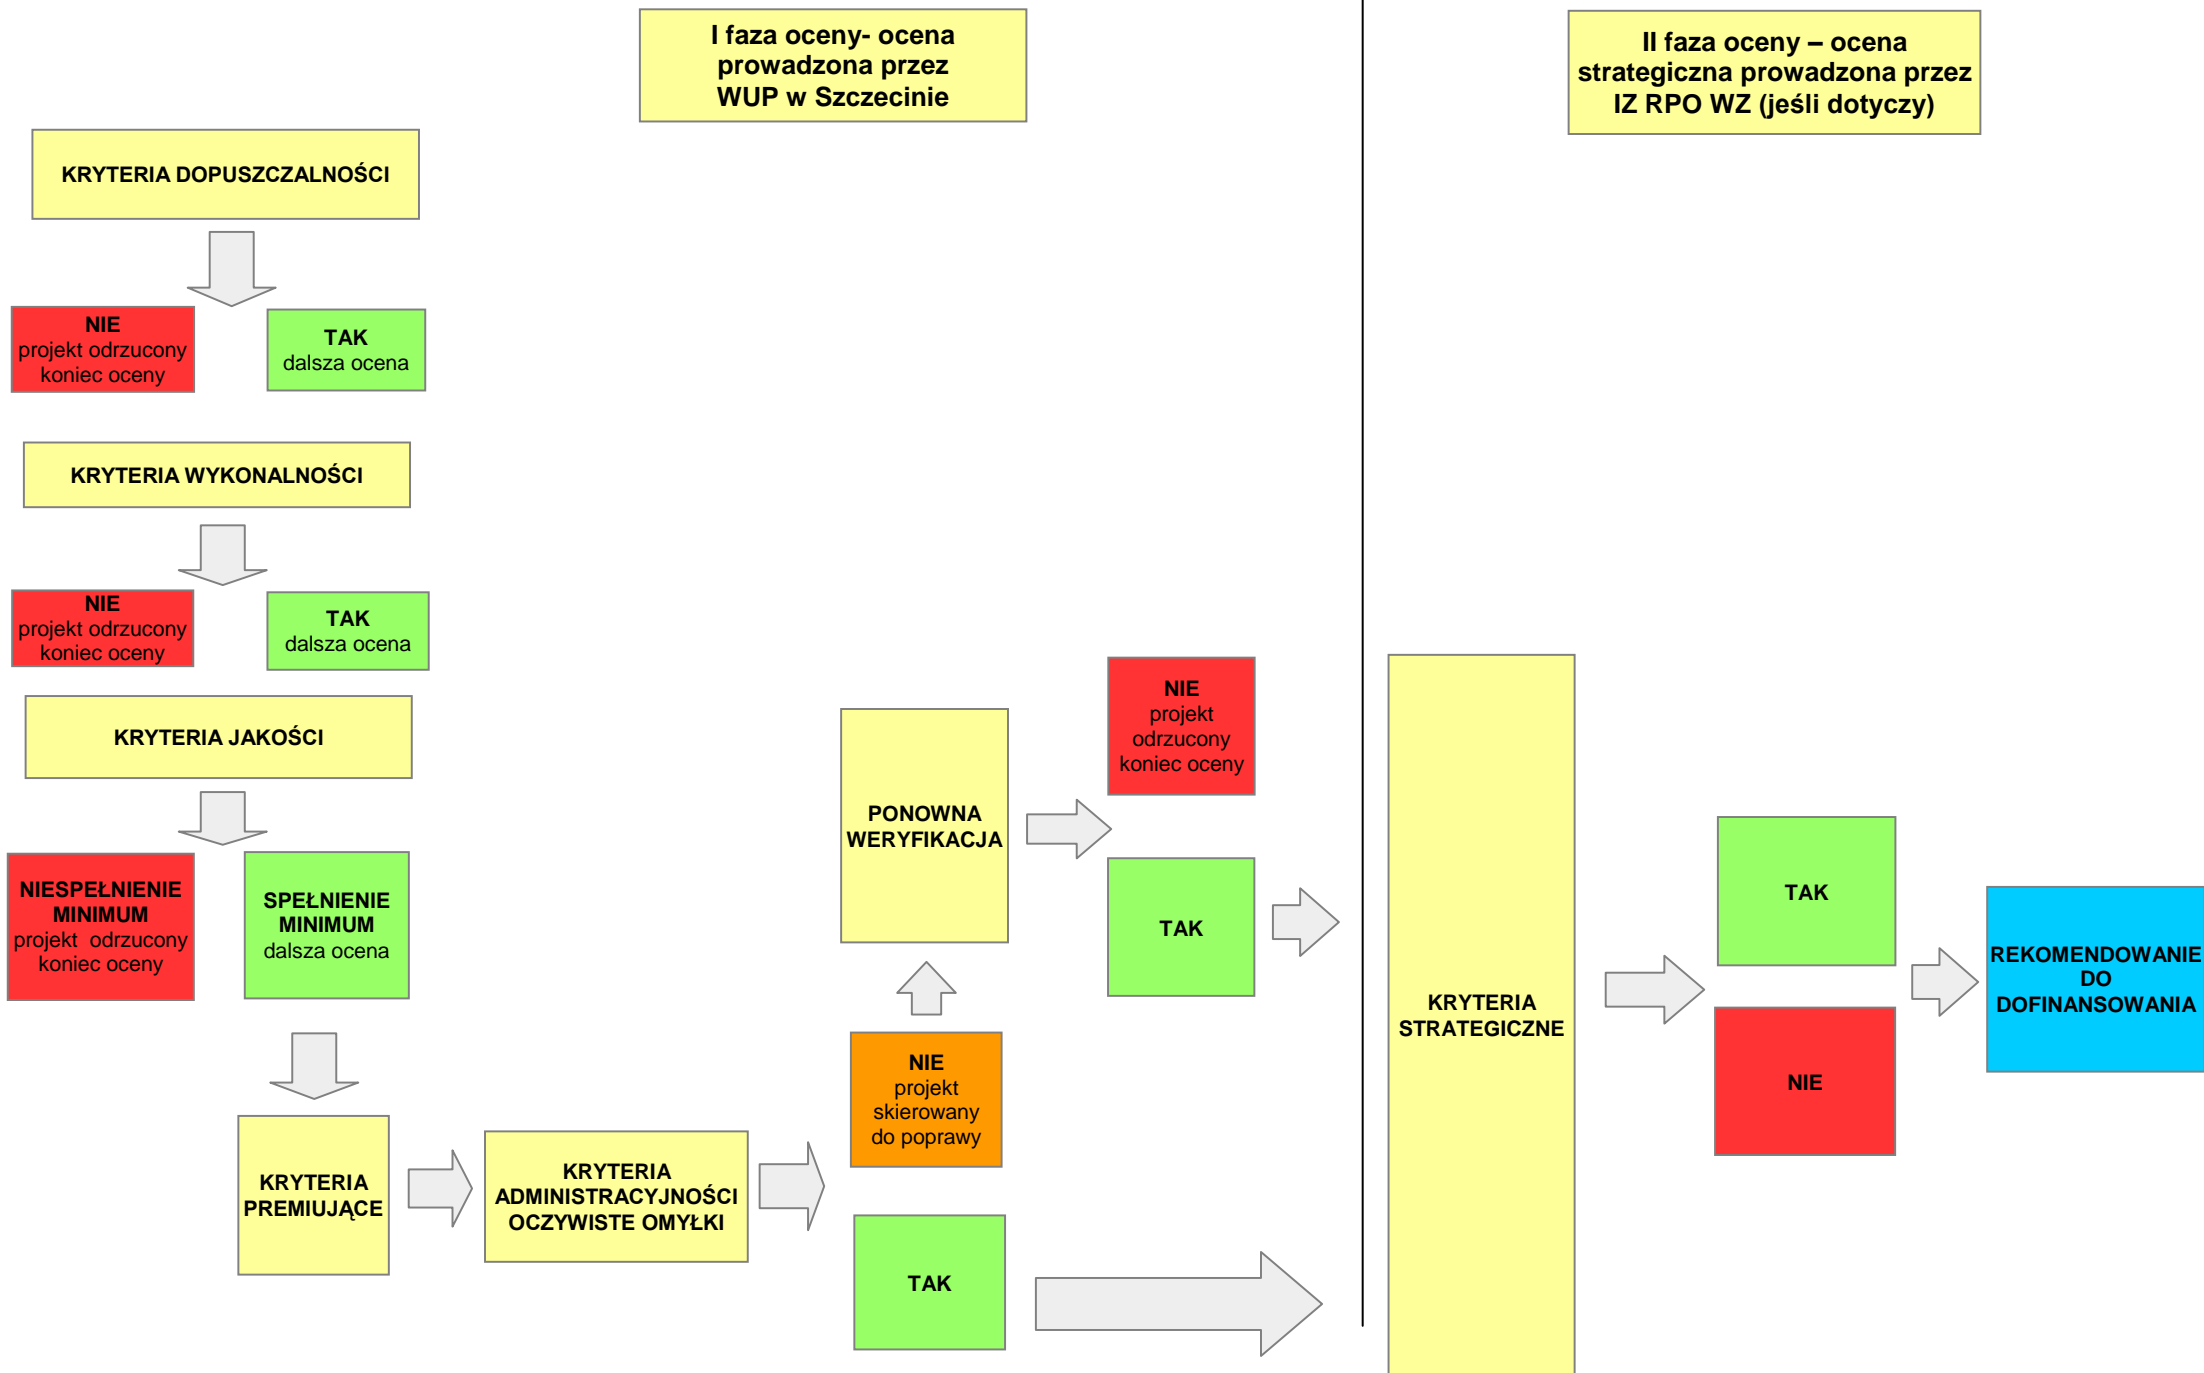 I faza oceny- ocena
prowadzona przez
WUP w Szczecinie
II faza oceny – ocena
strategiczna prowadzona przez
IZ RPO WZ (jeśli dotyczy)
KRYTERIA DOPUSZCZALNOŚCI
NIE
projekt odrzucony
koniec oceny
TAK
dalsza ocena
KRYTERIA WYKONALNOŚCI
NIE
projekt odrzucony
koniec oceny
TAK
dalsza ocena
KRYTERIA JAKOŚCI
NIESPEŁNIENIE
MINIMUM
projekt odrzucony
koniec oceny
SPEŁNIENIE
MINIMUM
dalsza ocena
KRYTERIA
PREMIUJĄCE
KRYTERIA
ADMINISTRACYJNOŚCI
OCZYWISTE OMYŁKI
NIE
projekt
skierowany
do poprawy
TAK
PONOWNA
WERYFIKACJA
NIE
projekt
odrzucony
koniec oceny
TAK
KRYTERIA
STRATEGICZNE
TAK
NIE
REKOMENDOWANIE
DO
DOFINANSOWANIA